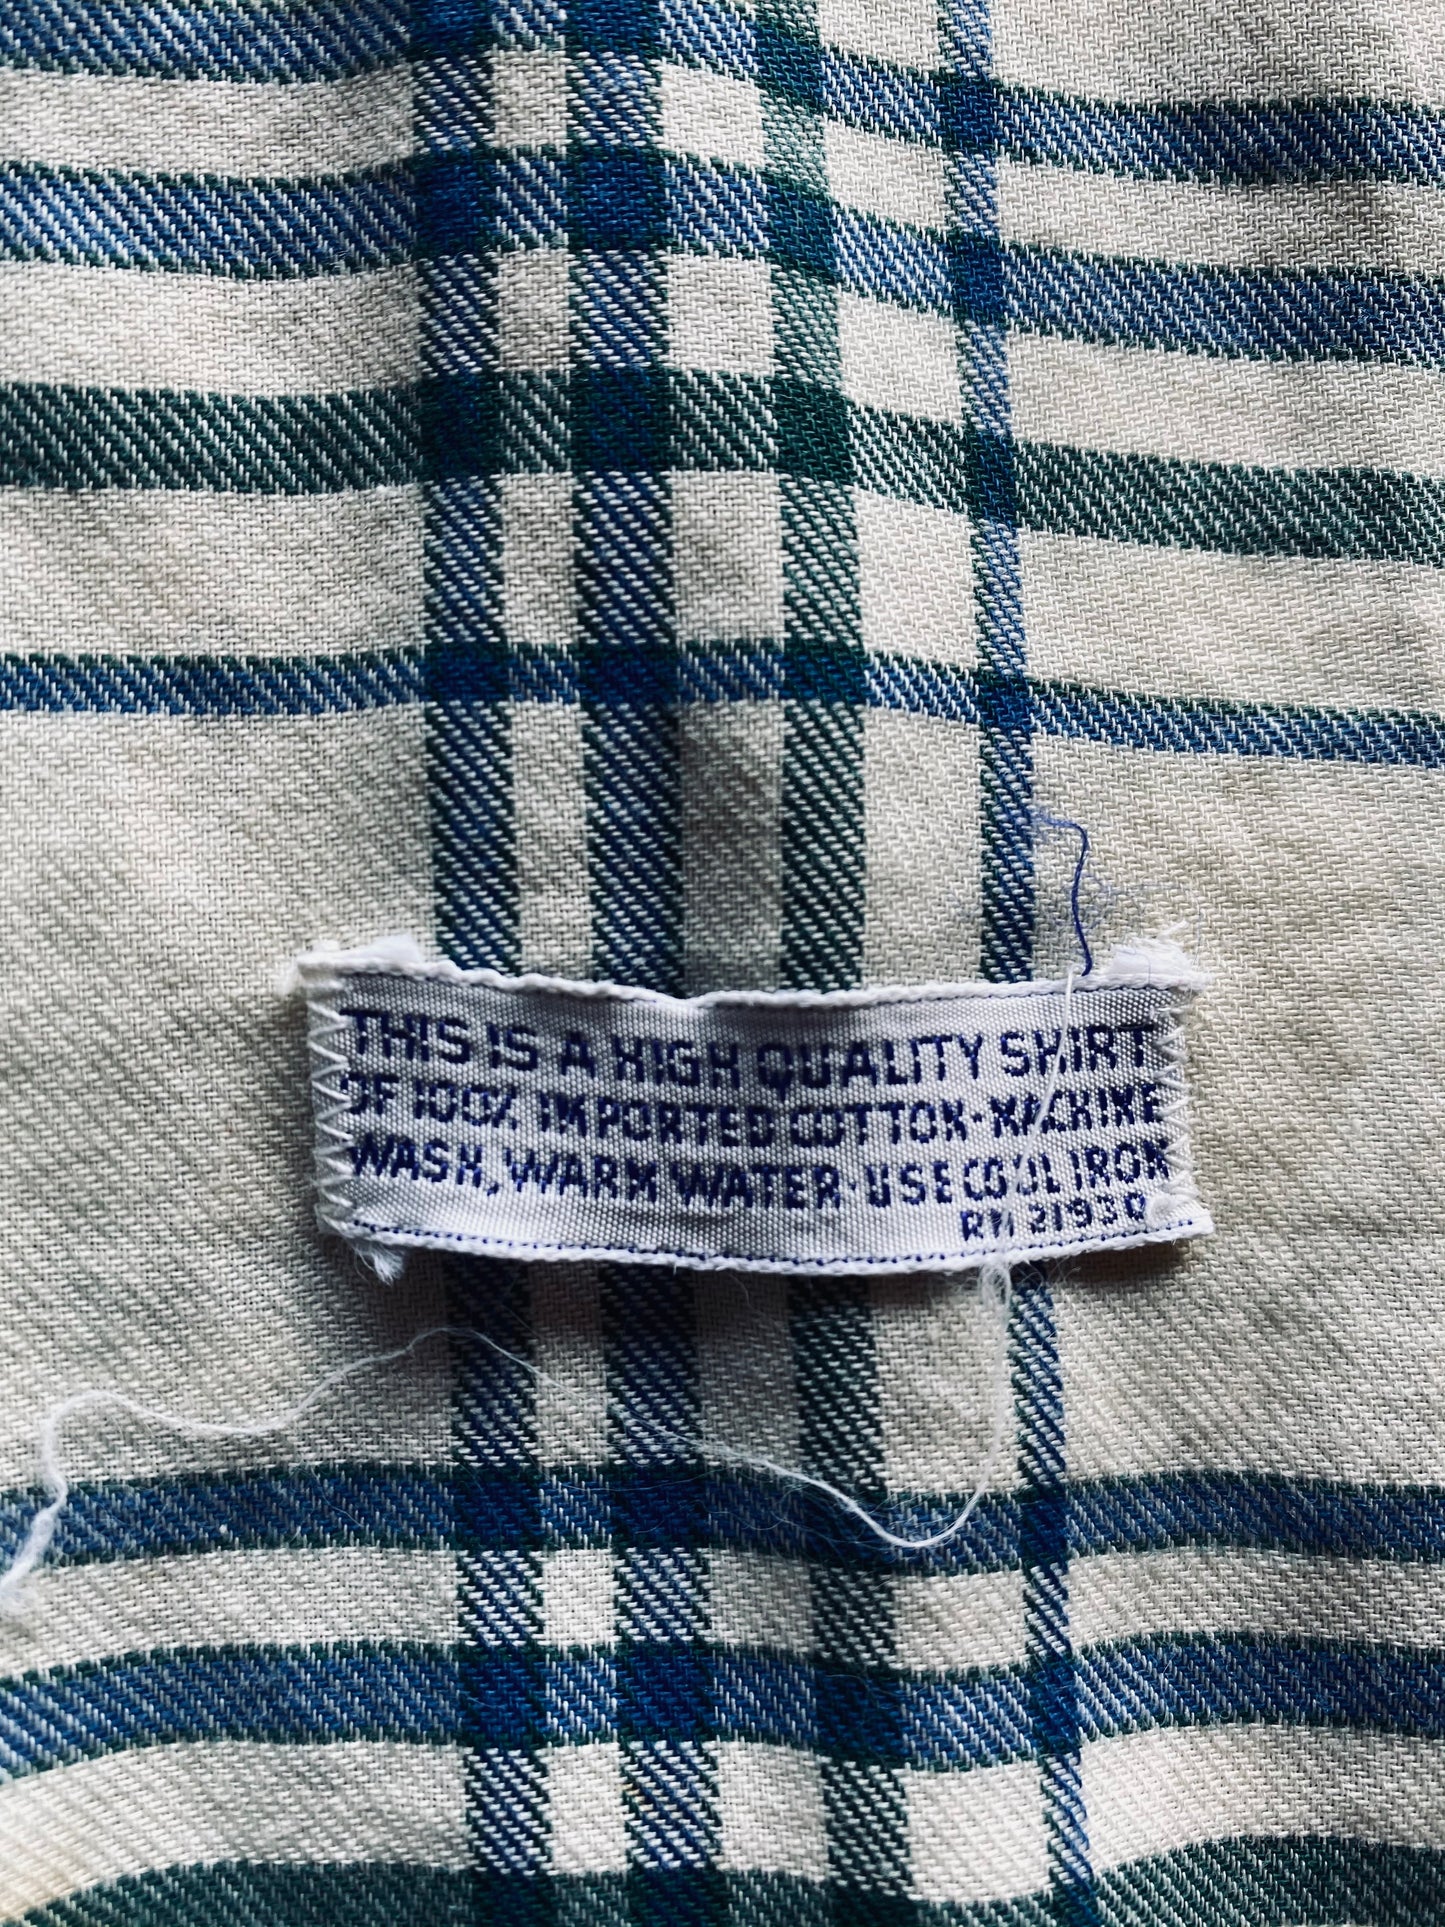 THIS IS A HIGH QUALITY SHIRT
OF 100% IMPORTED COTTON-MACHINE
WASH, WARM WATER-USE COOL IRON
RN 21930